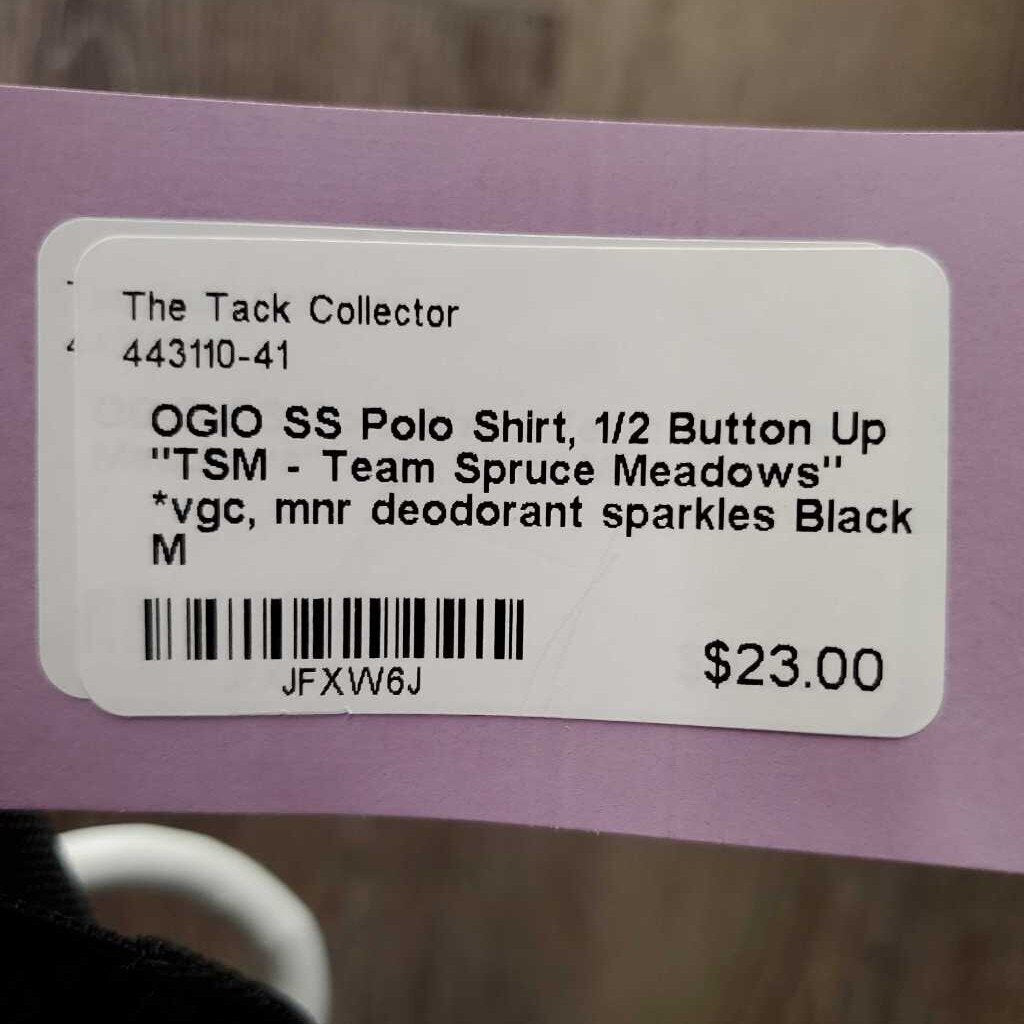 The Tack Collector
443110-41
OGIO SS Polo Shirt, 1/2 Button Up
"TSM - Team Spruce Meadows"
*vgc, mnr deodorant sparkles Black
M
JFXW6J
$23.00